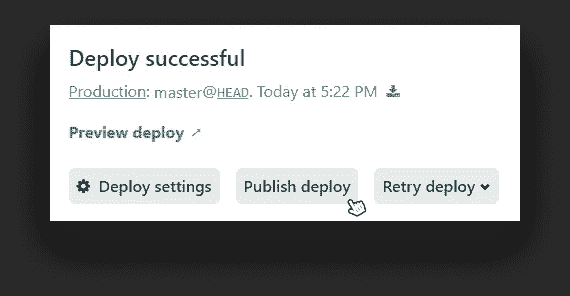 Deploy successful
Production: master@HEAD. Today at 5:22 PM
Preview deploy ↗
Deploy settings Publish deploy Retry deploy